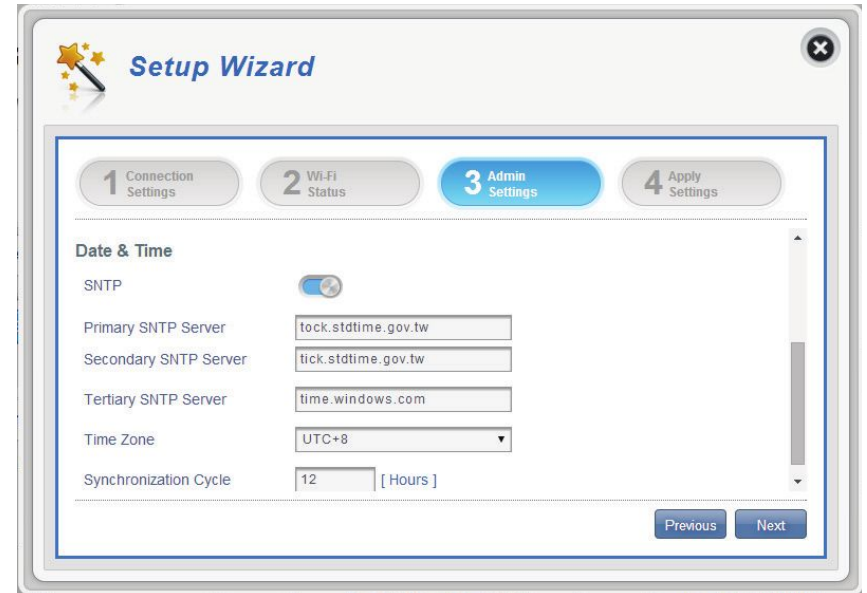 Setup Wizard
1 Connection Settings
2 Wi-Fi Status
3 Admin Settings
4 Apply Settings
Date & Time
SNTP
Primary SNTP Server tock.stdtime.gov.tw
Secondary SNTP Server tick.stdtime.gov.tw
Tertiary SNTP Server time.windows.com
Time Zone UTC+8
Synchronization Cycle 12 [ Hours ]
Previous Next